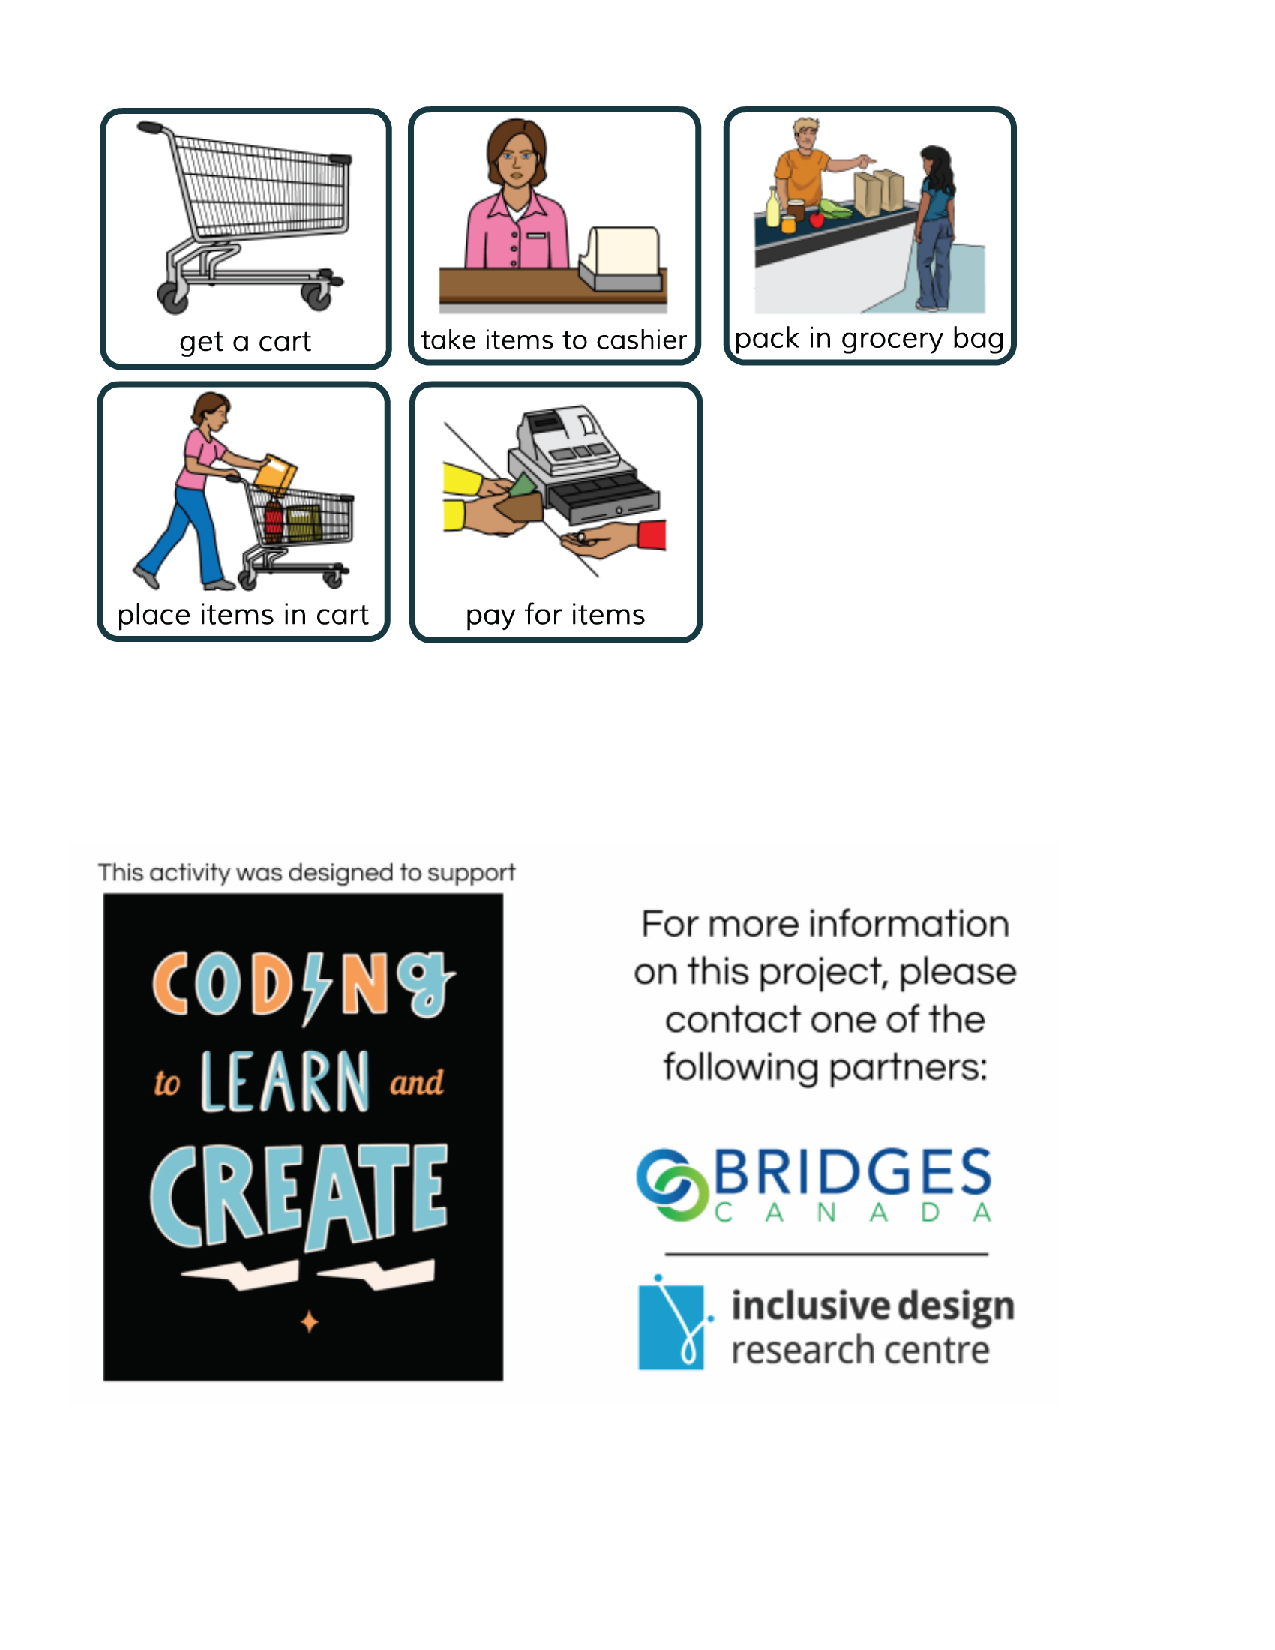 get a cart
take items to cashier
pack in grocery bag
place items in cart
pay for items
This activity was designed to support
CODING
to LEARN and
CREATE
For more information
on this project, please
contact one of the
following partners:
BRIDGES
CANADA
inclusive design
research centre